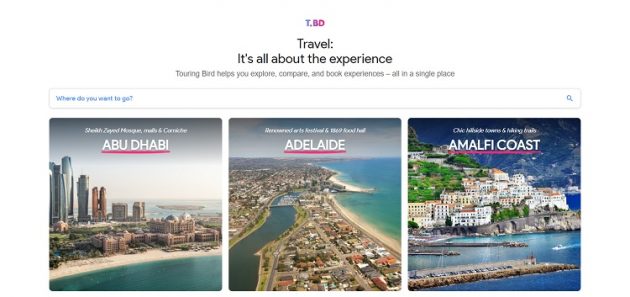 T.BD
Travel:
It's all about the experience
Touring Bird helps you explore, compare, and book experiences – all in a single place
Where do you want to go?
Sheikh Zayed Mosque, malls & Corniche
ABU DHABI
Renowned arts festival & 1869 food hall
ADELAIDE
Chic hillside towns & hiking trails
AMALFI COAST